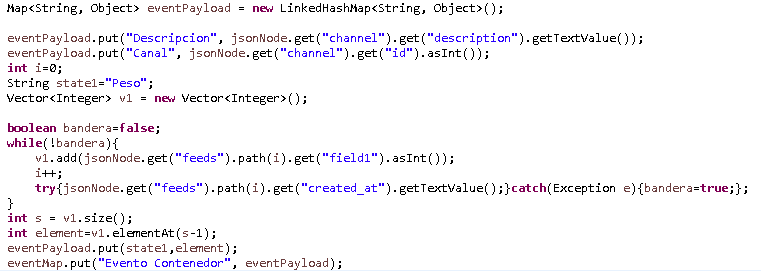 Map<String, Object> eventPayload = new LinkedHashMap<String, Object>();
eventPayload.put("Descripcion", jsonNode.get("channel").get("description").getTextValue());
eventPayload.put("Canal", jsonNode.get("channel").get("id").asInt());
int i=0;
String state1="Peso";
Vector<Integer> v1 = new Vector<Integer>();
boolean bandera=false;
while(!bandera){
v1.add(jsonNode.get("feeds").path(i).get("field1").asInt());
i++;
try{jsonNode.get("feeds").path(i).get("created_at").getTextValue();}catch(Exception e){bandera=true;};
}
int s = v1.size();
int element=v1.elementAt(s-1);
eventPayload.put(state1,element);
eventMap.put("Evento Contenedor", eventPayload);